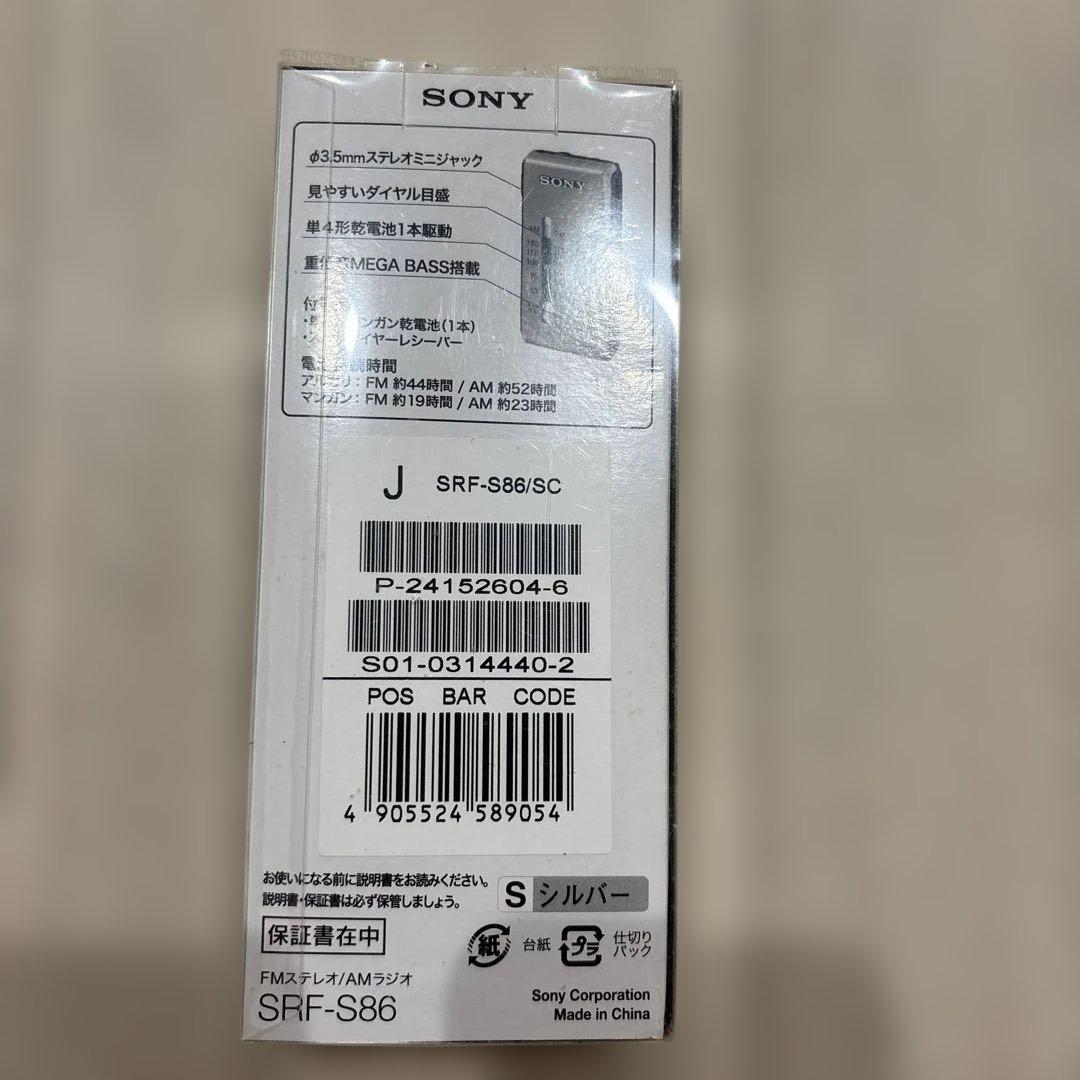 SONY
φ3.5mmステレオミニジャック
見やすいダイヤル目盛
単4形乾電池1本駆動
MEGA BASS搭載
SONY
AM
付
ンガン乾電池(1本)
イヤーレシーバー
時間
アルカリ: FM 約44時間 / AM 約52時間
マンガン: FM 約19時間 / AM 約23時間
J SRF-S86/SC
P-24152604-6
S01-0314440-2
POS BAR CODE
4 905524 589054
お使いになる前に説明書をお読みください。
説明書・保証書は必ず保管しましょう。
S シルバー
保証書在中
紙 台紙 プラ 仕切り
パック
FMステレオ/AMラジオ
SRF-S86
Sony Corporation
Made in China